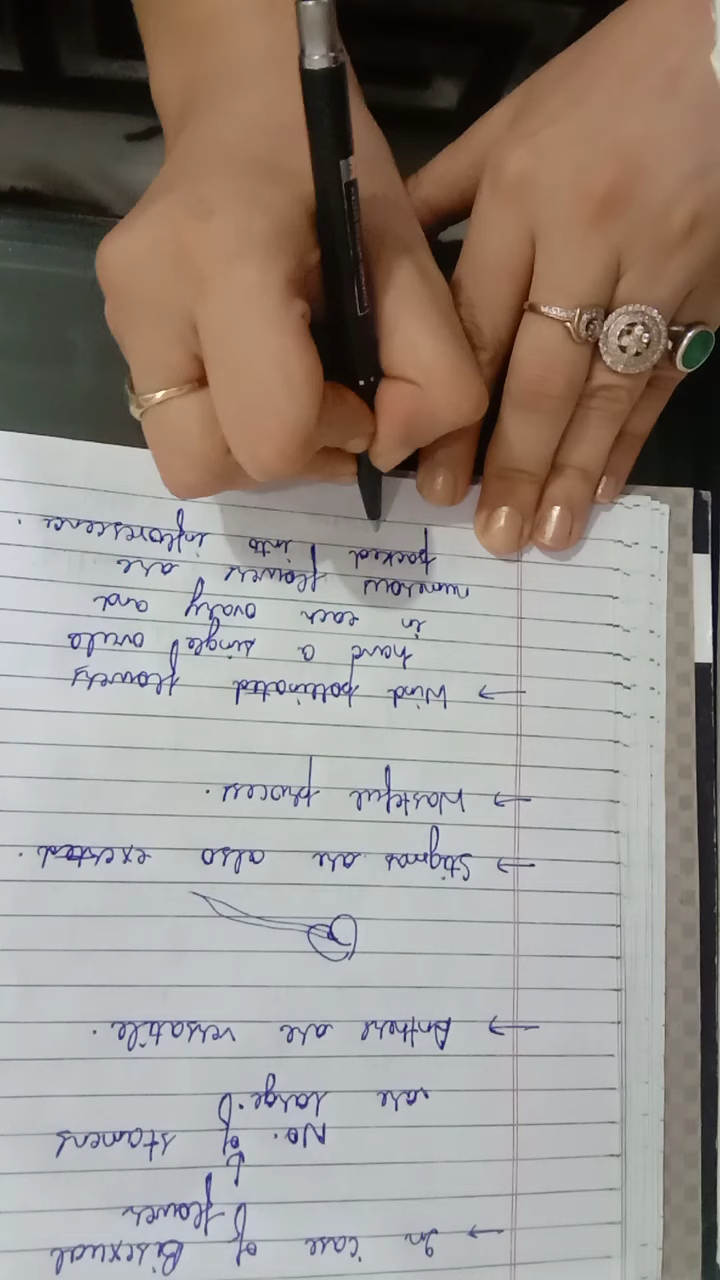 → In case of Bisexual
flower
↳ No. of stamens
are large.
→ Anthers are versatile.
→ Stigmas are also exerted.
→ Wasteful process.
→ Wind pollinated flowers
have a single ovule
in each ovary and
numerous flowers are
packed into inflorescence.